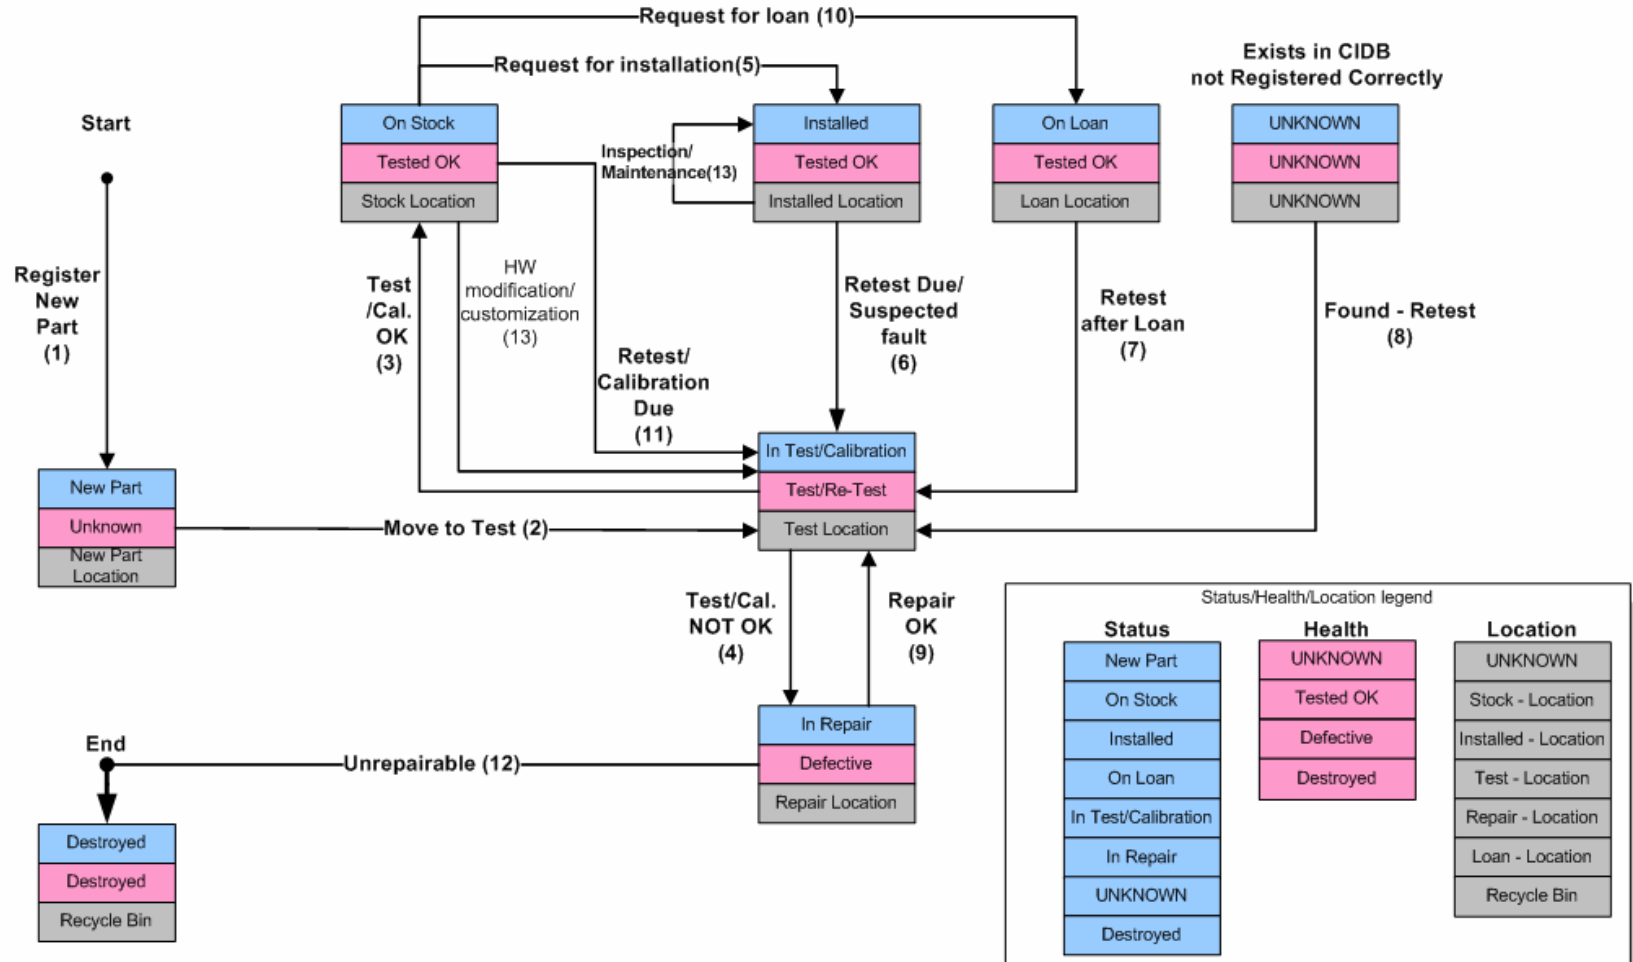 Request for loan (10)
Request for installation(5)
Exists in CIDB
not Registered Correctly
Start
On Stock
Tested OK
Stock Location
Inspection/
Maintenance(13)
Installed
Tested OK
Installed Location
On Loan
Tested OK
Loan Location
UNKNOWN
UNKNOWN
UNKNOWN
Register
New
Part
(1)
Test
/Cal.
OK
(3)
HW
modification/
customization
(13)
Retest/
Calibration
Due
(11)
Retest Due/
Suspected
fault
(6)
Retest
after Loan
(7)
Found - Retest
(8)
In Test/Calibration
Test/Re-Test
Test Location
New Part
Unknown
New Part
Location
Move to Test (2)
Test/Cal.
NOT OK
(4)
Repair
OK
(9)
In Repair
Defective
Repair Location
Unrepairable (12)
End
Destroyed
Destroyed
Recycle Bin
Status/Health/Location legend
Status
New Part
On Stock
Installed
On Loan
In Test/Calibration
In Repair
UNKNOWN
Destroyed
Health
UNKNOWN
Tested OK
Defective
Destroyed
Location
UNKNOWN
Stock - Location
Installed - Location
Test - Location
Repair - Location
Loan - Location
Recycle Bin